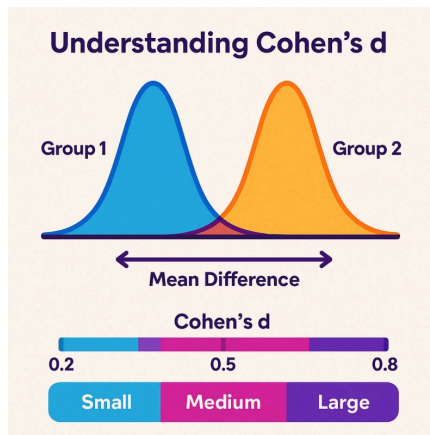 Understanding Cohen's d
Group 1
Group 2
Mean Difference
Cohen's d
0.2 0.5 0.8
Small Medium Large